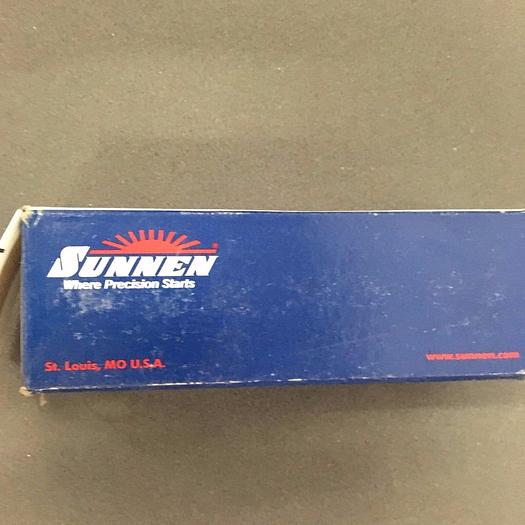 SUNNEN®
Where Precision Starts
St. Louis, MO U.S.A.
www.sunnen.com